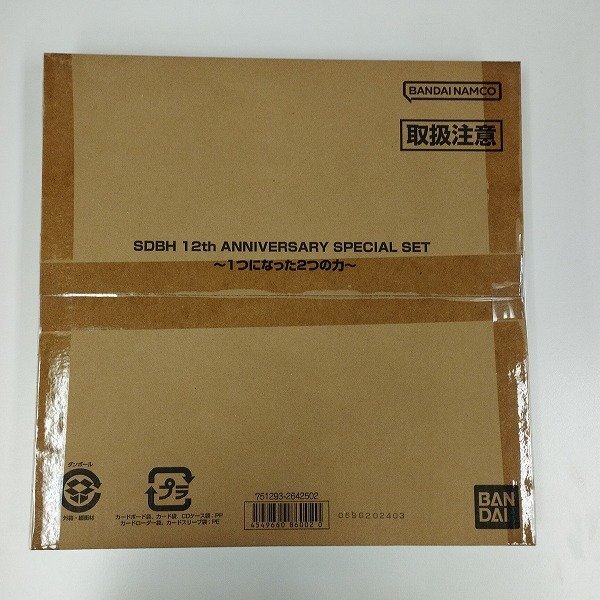 BANDAI NAMCO
取扱注意
SDBH 12th ANNIVERSARY SPECIAL SET
～1つになった2つの力～
ダンボール
外箱・緩衝材
プラ
カードボード袋、カード袋、CDケース袋：PP
カードローダー袋、カードスリーブ袋：PE
751293-2642502
4549660 860020
0696202403
BAN
DAI